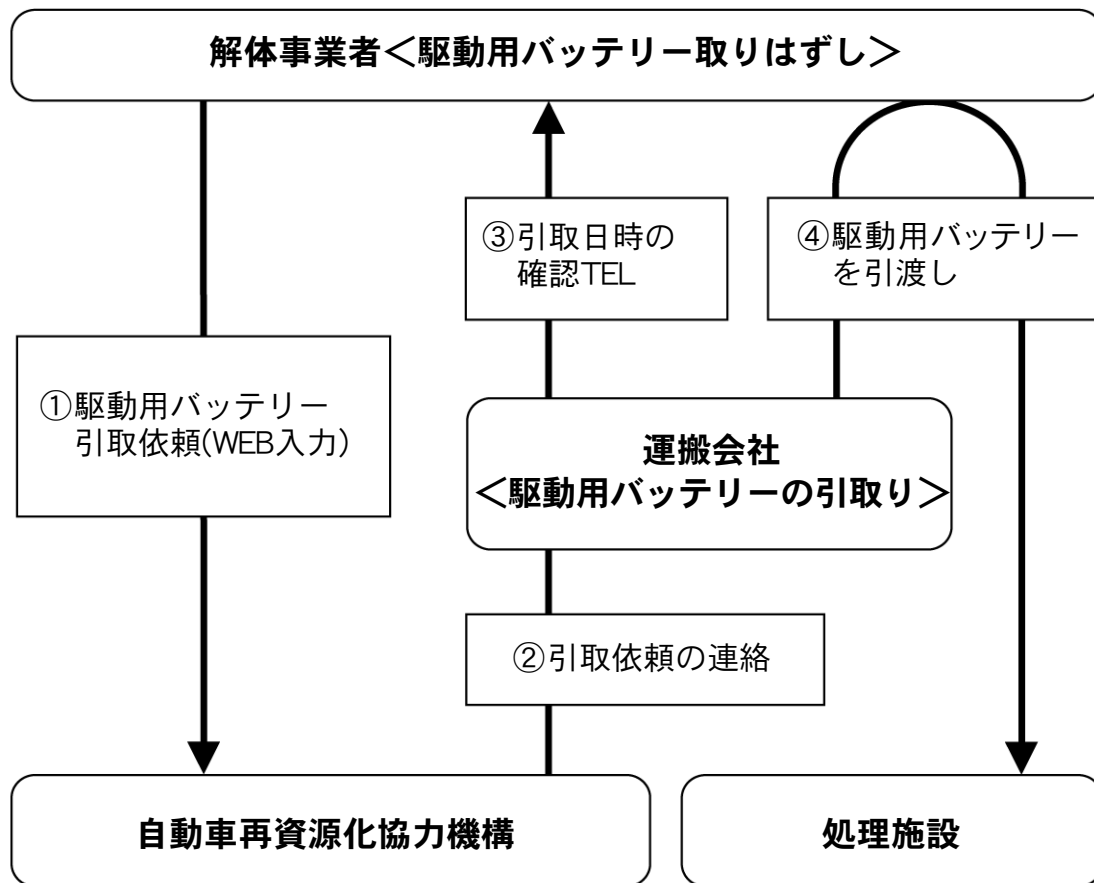 解体事業者＜駆動用バッテリー取りはずし＞
③引取日時の
確認TEL
④駆動用バッテリー
を引渡し
①駆動用バッテリー
引取依頼(WEB入力)
運搬会社
＜駆動用バッテリーの引取り＞
②引取依頼の連絡
自動車再資源化協力機構
処理施設